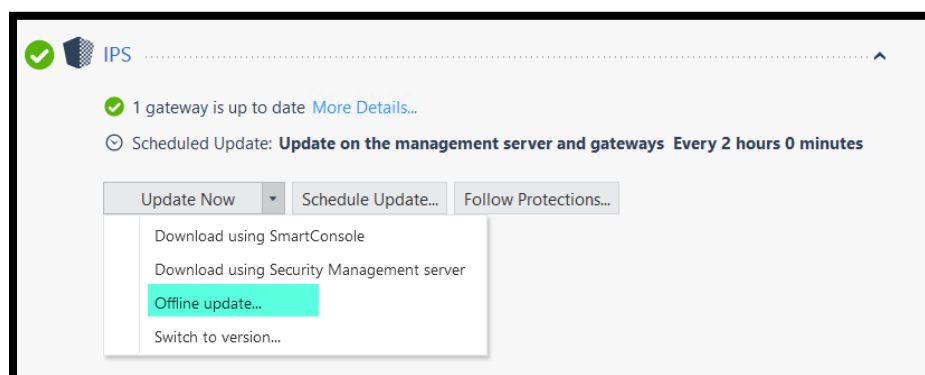 IPS
1 gateway is up to date More Details...
Scheduled Update: Update on the management server and gateways Every 2 hours 0 minutes
Update Now Schedule Update... Follow Protections...
Download using SmartConsole
Download using Security Management server
Offline update...
Switch to version...